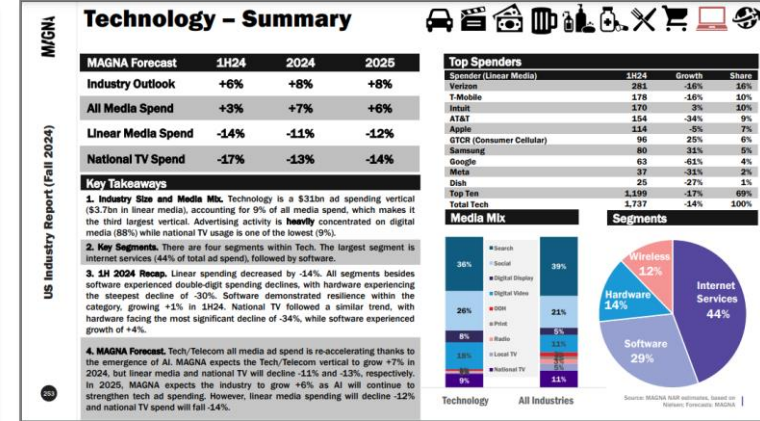 MAGNA
US Industry Report (Fall 2024)
253
Technology – Summary
MAGNA Forecast 1H24 2024 2025
Industry Outlook +6% +8% +8%
All Media Spend +3% +7% +6%
Linear Media Spend -14% -11% -12%
National TV Spend -17% -13% -14%
Key Takeaways
1. Industry Size and Media Mix. Technology is a $31bn ad spending vertical
($3.7bn in linear media), accounting for 9% of all media spend, which makes it
the third largest vertical. Advertising activity is heavily concentrated on digital
media (88%) while national TV usage is one of the lowest (9%).
2. Key Segments. There are four segments within Tech. The largest segment is
internet services (44% of total ad spend), followed by software.
3. 1H 2024 Recap. Linear spending decreased by -14%. All segments besides
software experienced double-digit spending declines, with hardware experiencing
the steepest decline of -30%. Software demonstrated resilience within the
category, growing +1% in 1H24. National TV followed a similar trend, with
hardware facing the most significant decline of -34%, while software experienced
growth of +4%.
4. MAGNA Forecast. Tech/Telecom all media ad spend is re-accelerating thanks to
the emergence of AI. MAGNA expects the Tech/Telecom vertical to grow +7% in
2024, but linear media and national TV will decline -11% and -13%, respectively.
In 2025, MAGNA expects the industry to grow +6% as AI will continue to
strengthen tech ad spending. However, linear media spending will decline -12%
and national TV spend will fall -14%.
Top Spenders
Spender (Linear Media) 1H24 Growth Share
Verizon 281 -16% 16%
T-Mobile 178 -16% 10%
Intuit 170 3% 10%
AT&T 154 -34% 9%
Apple 114 -5% 7%
GTCR (Consumer Cellular) 96 25% 6%
Samsung 80 31% 5%
Google 63 -61% 4%
Meta 37 -31% 2%
Dish 25 -27% 1%
Top Ten 1,199 -17% 69%
Total Tech 1,737 -14% 100%
Media Mix
36%
26%
8%
18%
9%
Search
Social
Digital Display
Digital Video
OOH
Print
Radio
Local TV
National TV
39%
21%
5%
11%
5%
11%
Technology All Industries
Segments
Wireless
12%
Hardware
14%
Internet
Services
44%
Software
29%
Source: MAGNA NAR estimates, based on
Nielsen; Forecasts: MAGNA